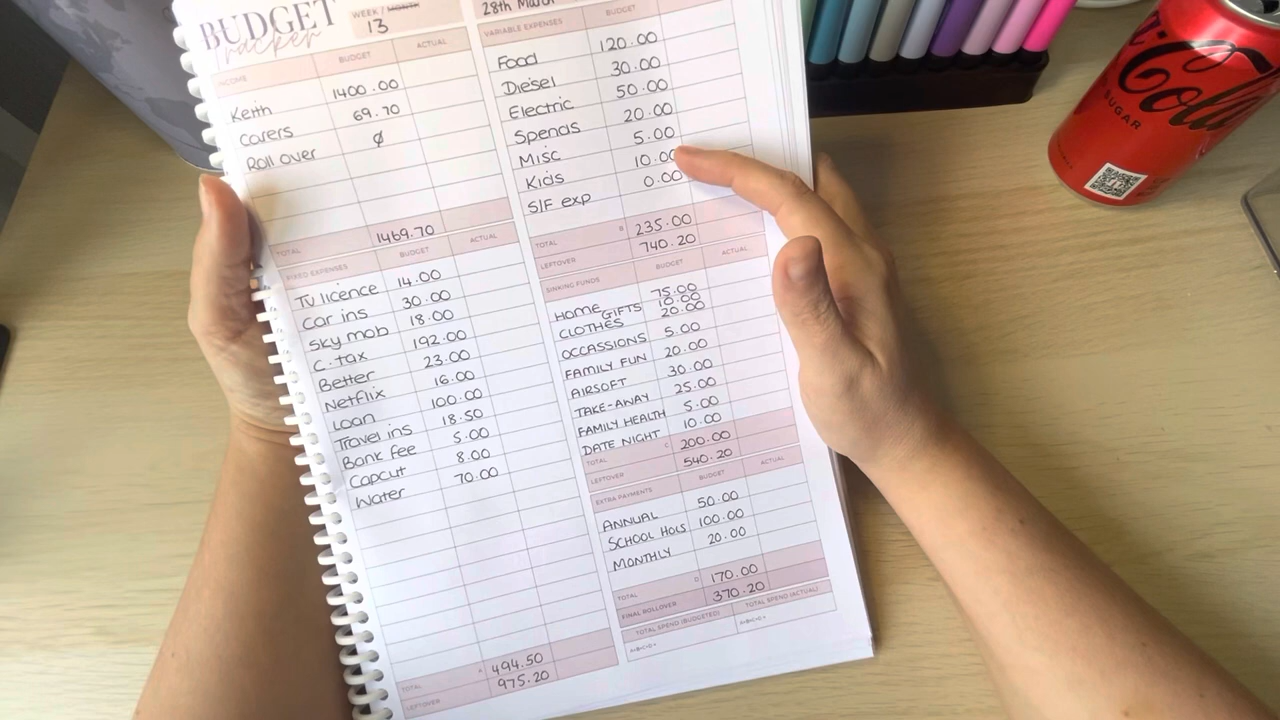 BUDGET
tracker
WEEK / MONTH
13
INCOME BUDGET ACTUAL
Keith 1400.00
Carers 69.70
Roll over ø
TOTAL 1469.70
FIXED EXPENSES BUDGET ACTUAL
TV licence 14.00
Car ins 30.00
Sky mob 18.00
C. tax 192.00
Better 23.00
Netflix 16.00
Loan 100.00
Travel ins 18.50
Bank fee 5.00
Capcut 8.00
Water 70.00
TOTAL A 494.50
LEFTOVER 975.20
28th March
VARIABLE EXPENSES BUDGET
Food 120.00
Diesel 30.00
Electric 50.00
Spends 20.00
Misc 5.00
Kids 10.00
S/F exp 0.00
TOTAL B 235.00
LEFTOVER 740.20
SINKING FUNDS BUDGET ACTUAL
HOME 75.00
GIFTS 10.00
CLOTHES 20.00
OCCASSIONS 5.00
FAMILY FUN 20.00
AIRSOFT 30.00
TAKE-AWAY 25.00
FAMILY HEALTH 5.00
DATE NIGHT 10.00
TOTAL C 200.00
LEFTOVER 540.20
EXTRA PAYMENTS BUDGET ACTUAL
ANNUAL 50.00
SCHOOL HOLS 100.00
MONTHLY 20.00
TOTAL D 170.00
FINAL ROLLOVER 370.20
TOTAL SPEND (BUDGETED) TOTAL SPEND (ACTUAL)
A+B+C+D = A+B+C+D =
Cola
SUGAR